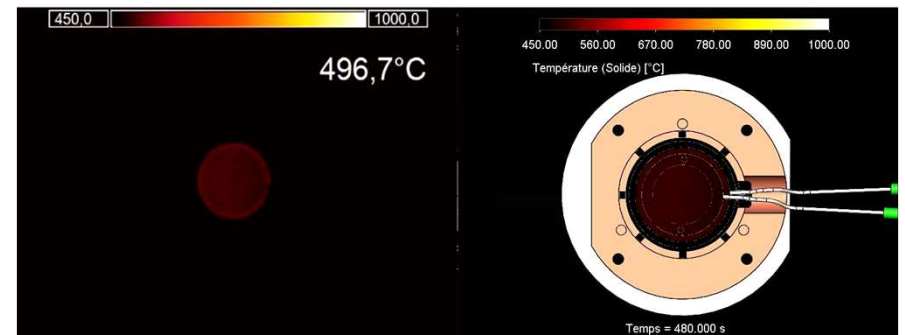 450,0 1000,0
496,7°C
450.00 560.00 670.00 780.00 890.00 1000.00
Température (Solide) [°C]
Temps = 480.000 s